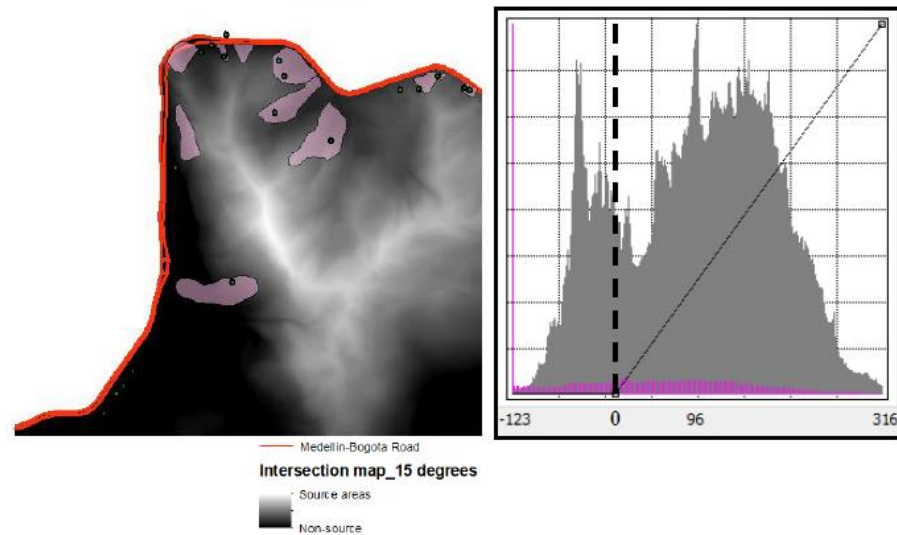 -123 0 96 316
Medellin-Bogota Road
Intersection map_15 degrees
Source areas
Non-source